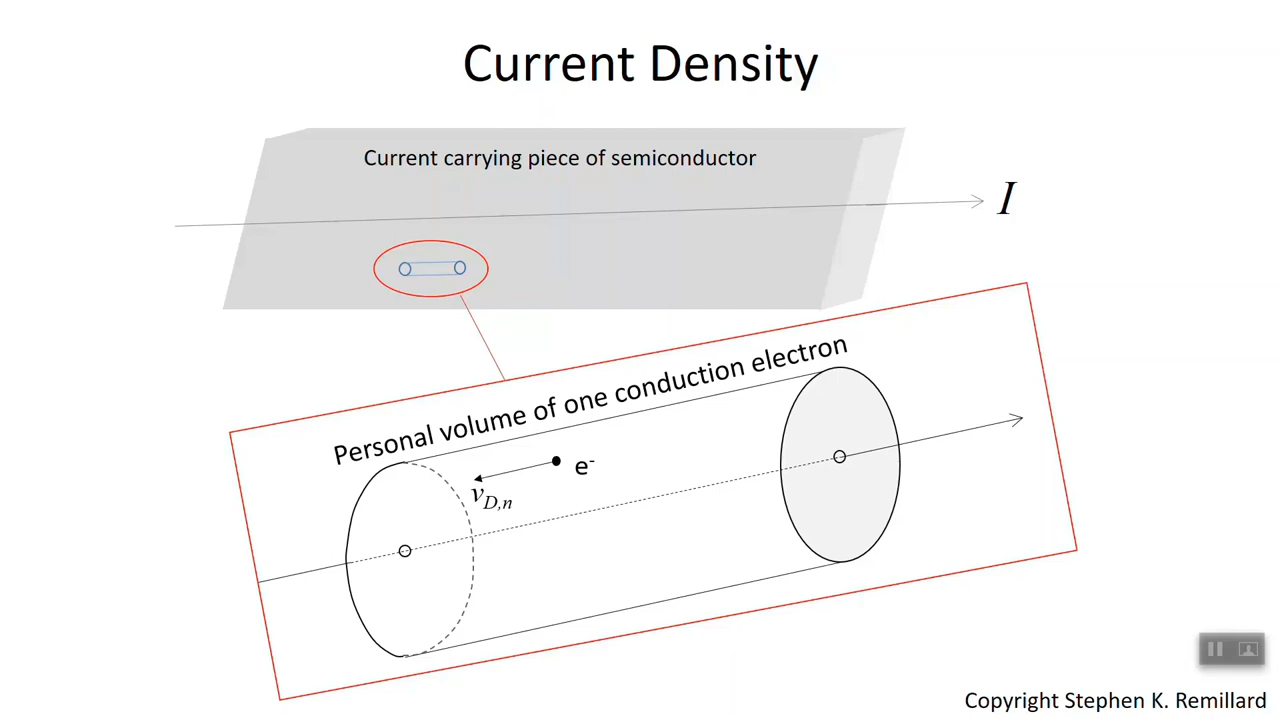 Current Density
Current carrying piece of semiconductor
I
Personal volume of one conduction electron
e-
vD,n
Copyright Stephen K. Remillard